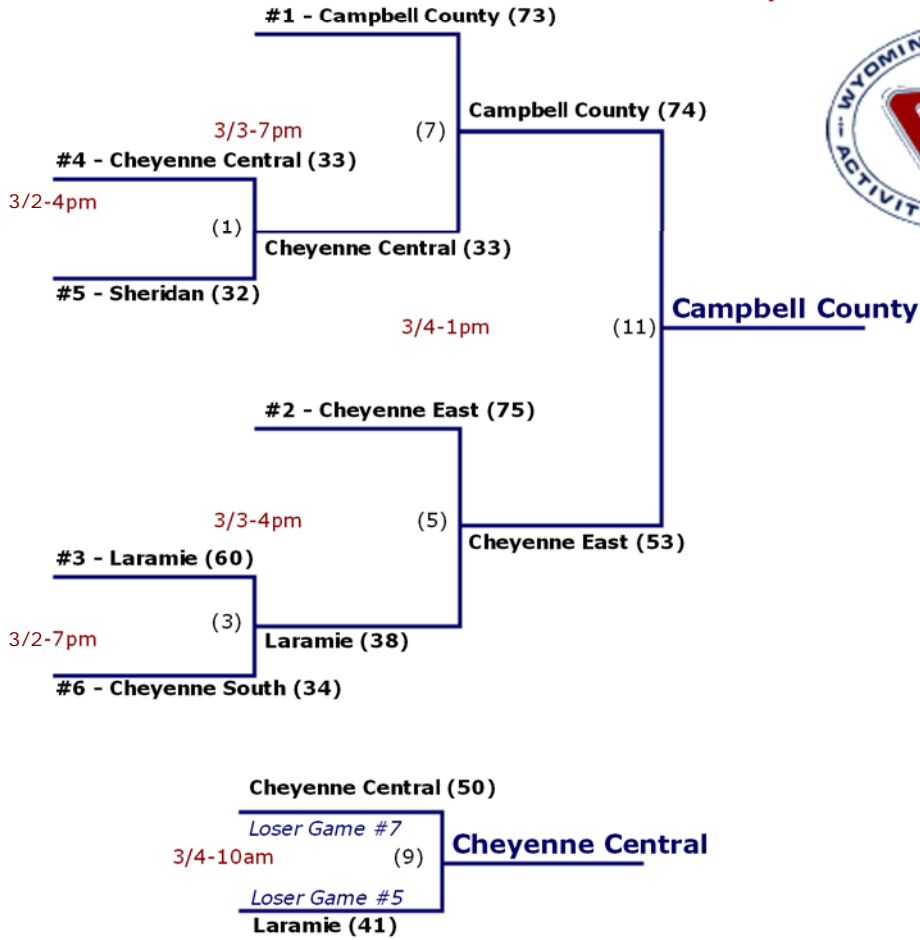 #1 - Campbell County (73)
WYOMING
ACTIVIT
Campbell County (74)
3/3-7pm
(7)
#4 - Cheyenne Central (33)
3/2-4pm
(1)
Cheyenne Central (33)
#5 - Sheridan (32)
Campbell County
3/4-1pm
(11)
#2 - Cheyenne East (75)
3/3-4pm
(5)
Cheyenne East (53)
#3 - Laramie (60)
(3)
3/2-7pm
Laramie (38)
#6 - Cheyenne South (34)
Cheyenne Central (50)
Loser Game #7
Cheyenne Central
3/4-10am
(9)
Loser Game #5
Laramie (41)